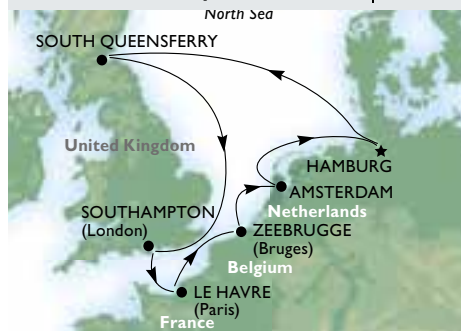 North Sea
SOUTH QUEENSFERRY
United Kingdom
HAMBURG
AMSTERDAM
Netherlands
SOUTHAMPTON
(London)
ZEEBRUGGE
(Bruges)
Belgium
LE HAVRE
(Paris)
France